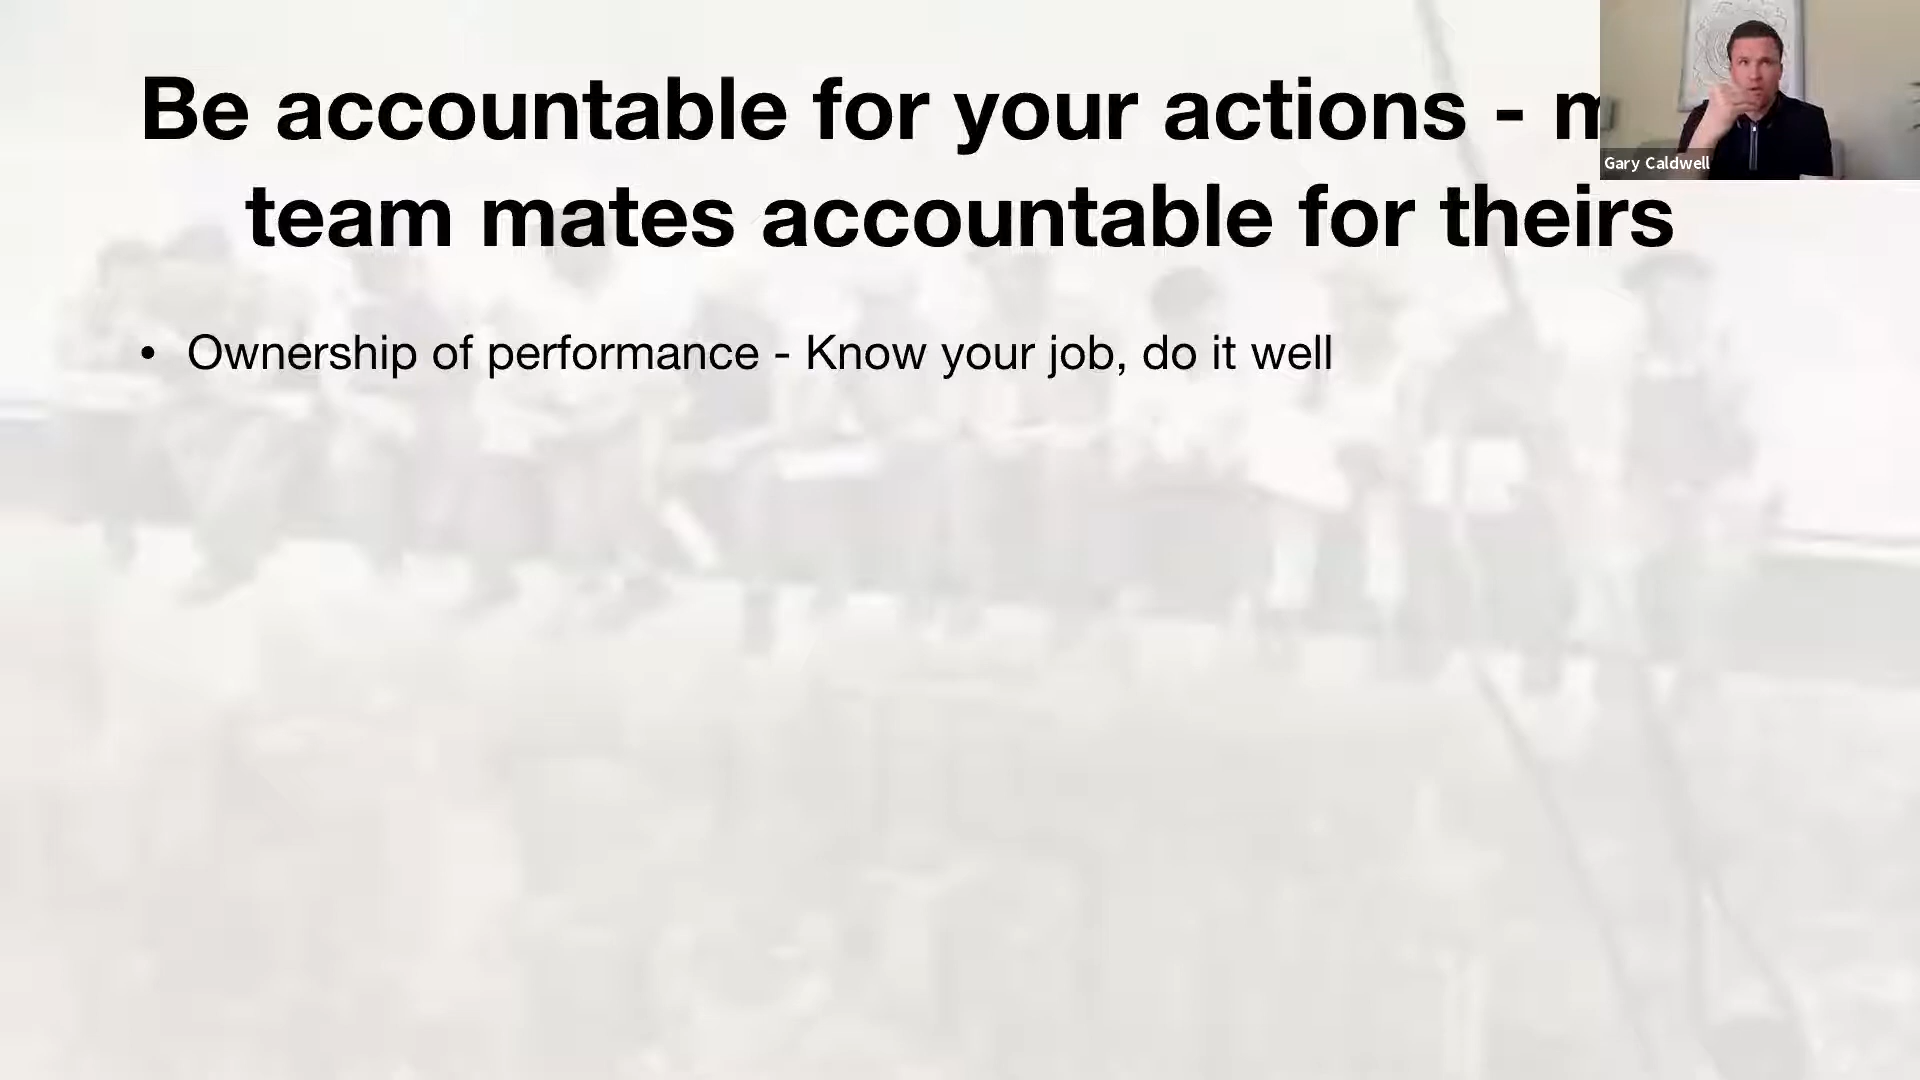 Be accountable for your actions -
team mates accountable for theirs
• Ownership of performance - Know your job, do it well
Gary Caldwell